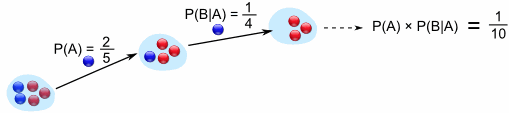 P(A) = 2/5
P(B|A) = 1/4
P(A) × P(B|A) = 1/10